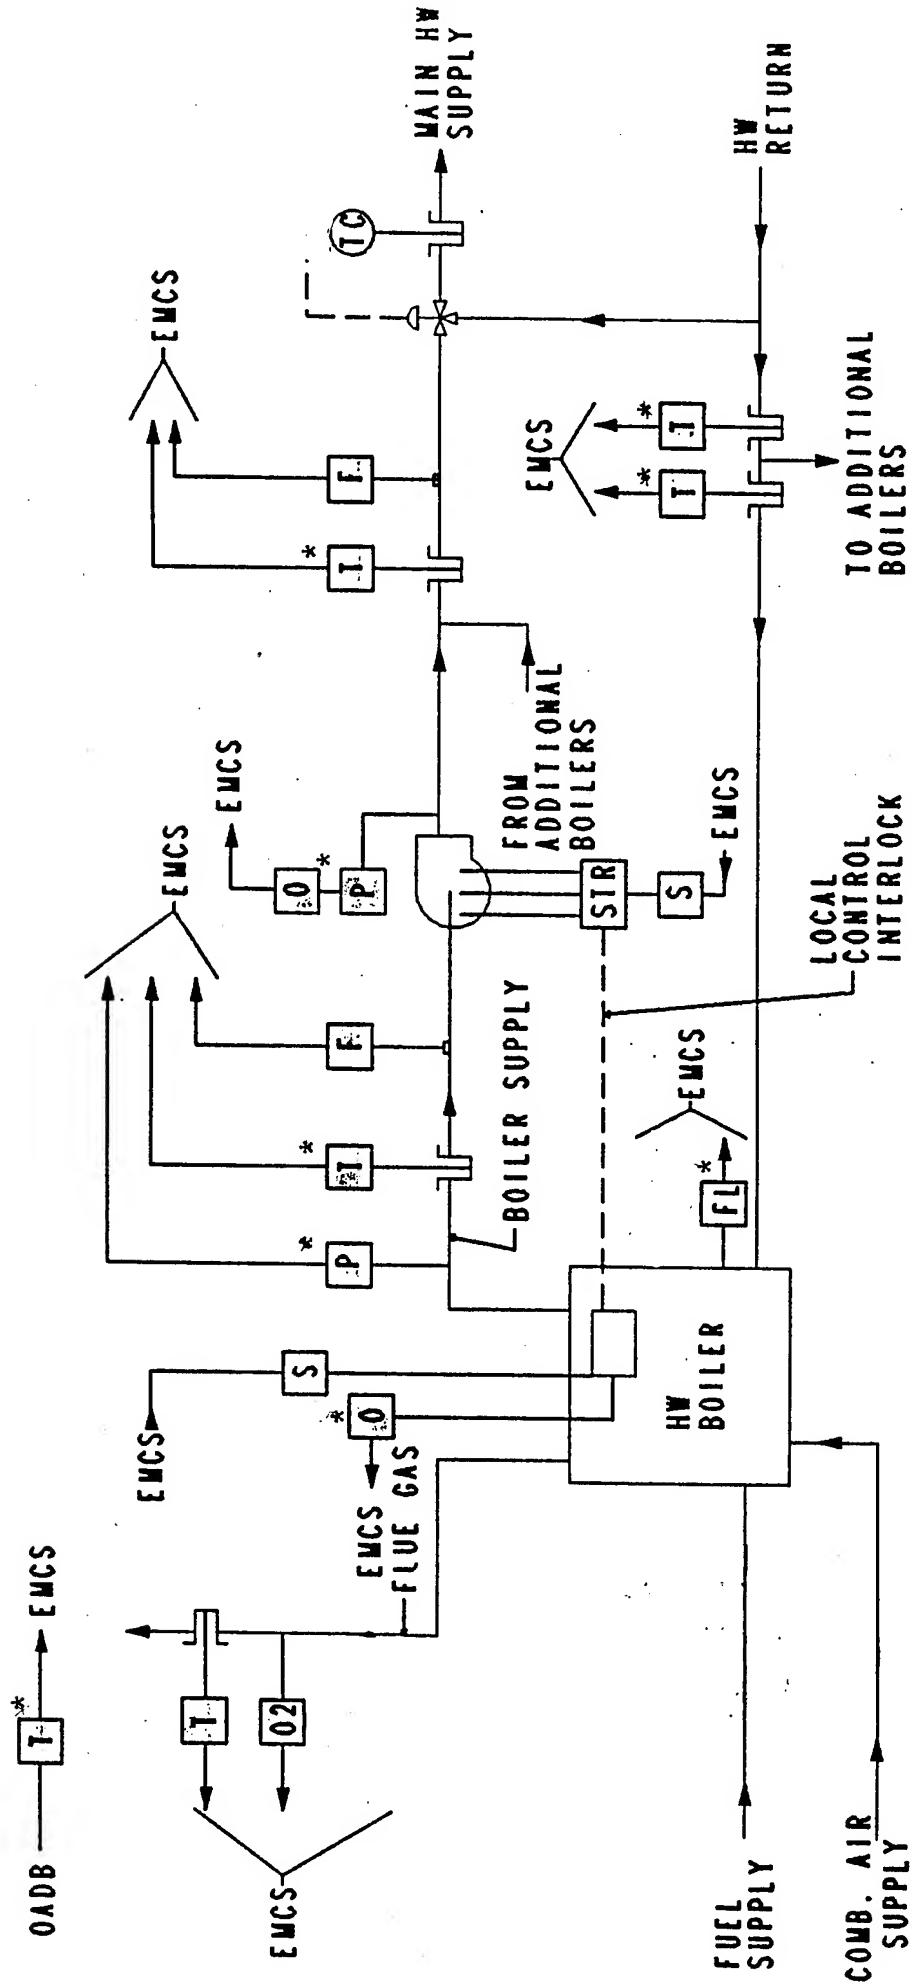 OADB
T
*
EMCS
EMCS
T
O2
EMCS
S
*
O
EMCS
FLUE GAS
*
P
*
T
F
EMCS
BOILER SUPPLY
O
*
P
EMCS
STR
S
EMCS
FROM
ADDITIONAL
BOILERS
*
T
F
EMCS
TC
MAIN HW
SUPPLY
HW
BOILER
FL
*
EMCS
LOCAL
CONTROL
INTERLOCK
EMCS
*
T
*
T
TO ADDITIONAL
BOILERS
HW
RETURN
FUEL
SUPPLY
COMB. AIR
SUPPLY